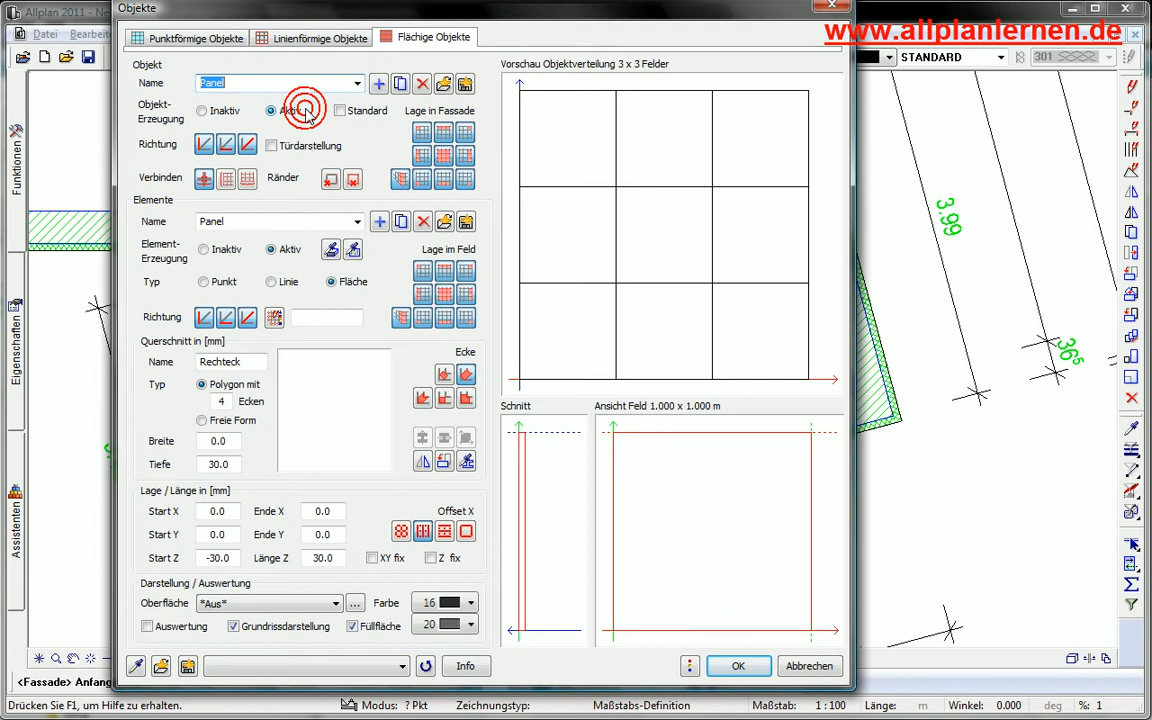 Allplan 2011 - Ne
Objekte
www.allplanlernen.de
Datei
Bearbeite
Punktförmige Objekte
Linienförmige Objekte
Flächige Objekte
STANDARD
301
Objekt
Vorschau Objektverteilung 3 x 3 Felder
Name
Panel
Objekt-
Erzeugung
Inaktiv
Aktiv
Standard
Lage in Fassade
Richtung
Türdarstellung
Verbinden
Ränder
Funktionen
Elemente
Name
Panel
Element-
Erzeugung
Inaktiv
Aktiv
Lage im Feld
Typ
Punkt
Linie
Fläche
Richtung
3.99
36⁵
Eigenschaften
Querschnitt in [mm]
Name
Rechteck
Ecke
Typ
Polygon mit
4
Ecken
Freie Form
Breite
0.0
Tiefe
30.0
Schnitt
Ansicht Feld 1.000 x 1.000 m
Assistenten
Lage / Länge in [mm]
Start X
0.0
Ende X
0.0
Offset X
Start Y
0.0
Ende Y
0.0
Start Z
-30.0
Länge Z
30.0
XY fix
Z fix
Darstellung / Auswertung
Oberfläche
*Aus*
...
Farbe
16
Auswertung
Grundrissdarstellung
Füllfläche
20
Info
OK
Abbrechen
<Fassade> Anfang
Drücken Sie F1, um Hilfe zu erhalten.
Modus: ? Pkt
Zeichnungstyp:
Maßstabs-Definition
Maßstab:
1 : 100
Länge:
m
Winkel:
0.000
deg
%:
1